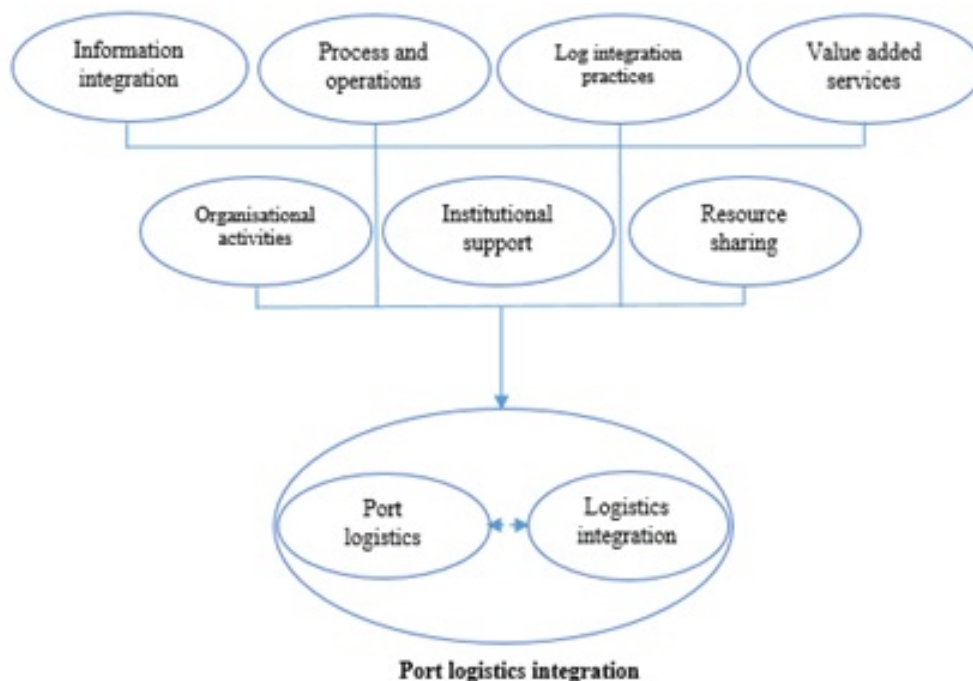 Information
integration
Process and
operations
Log integration
practices
Value added
services
Organisational
activities
Institutional
support
Resource
sharing
Port
logistics
Logistics
integration
Port logistics integration